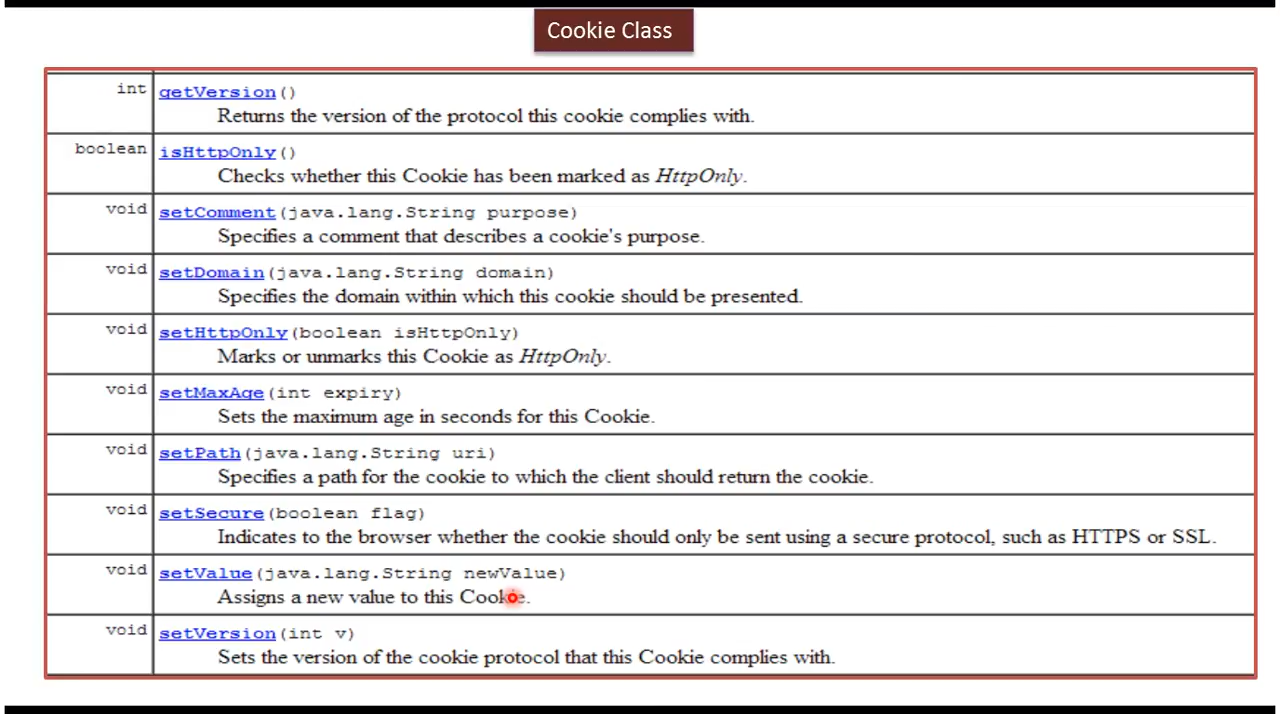 Cookie Class
int getVersion()
Returns the version of the protocol this cookie complies with.
boolean isHttpOnly()
Checks whether this Cookie has been marked as HttpOnly.
void setComment(java.lang.String purpose)
Specifies a comment that describes a cookie's purpose.
void setDomain(java.lang.String domain)
Specifies the domain within which this cookie should be presented.
void setHttpOnly(boolean isHttpOnly)
Marks or unmarks this Cookie as HttpOnly.
void setMaxAge(int expiry)
Sets the maximum age in seconds for this Cookie.
void setPath(java.lang.String uri)
Specifies a path for the cookie to which the client should return the cookie.
void setSecure(boolean flag)
Indicates to the browser whether the cookie should only be sent using a secure protocol, such as HTTPS or SSL.
void setValue(java.lang.String newValue)
Assigns a new value to this Cookie.
void setVersion(int v)
Sets the version of the cookie protocol that this Cookie complies with.